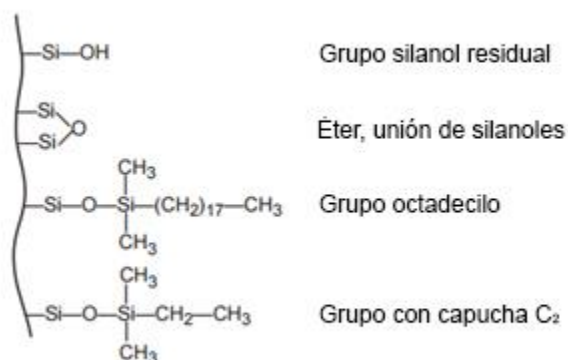 Si—OH Grupo silanol residual
Si
O Éter, unión de silanoles
Si
CH₃
Si—O—Si—(CH₂)₁₇—CH₃ Grupo octadecilo
CH₃
CH₃
Si—O—Si—CH₂—CH₃ Grupo con capucha C₂
CH₃